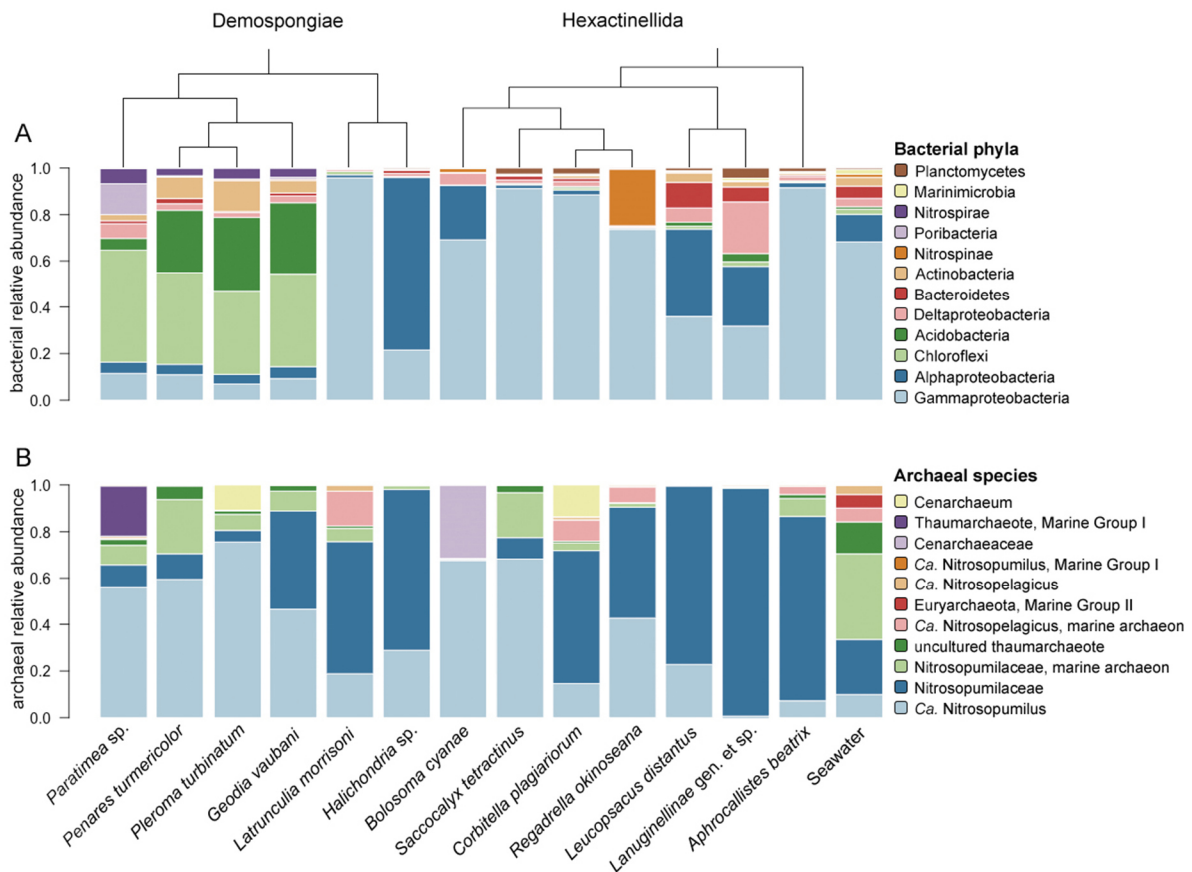 Demospongiae
Hexactinellida
A
bacterial relative abundance
1.0
0.8
0.6
0.4
0.2
0.0
Bacterial phyla
Planctomycetes
Marinimicrobia
Nitrospirae
Poribacteria
Nitrospinae
Actinobacteria
Bacteroidetes
Deltaproteobacteria
Acidobacteria
Chloroflexi
Alphaproteobacteria
Gammaproteobacteria
B
archaeal relative abundance
1.0
0.8
0.6
0.4
0.2
0.0
Archaeal species
Cenarchaeum
Thaumarchaeote, Marine Group I
Cenarchaeaceae
Ca. Nitrosopumilus, Marine Group I
Ca. Nitrosopelagicus
Euryarchaeota, Marine Group II
Ca. Nitrosopelagicus, marine archaeon
uncultured thaumarchaeote
Nitrosopumilaceae, marine archaeon
Nitrosopumilaceae
Ca. Nitrosopumilus
Paratimea sp.
Penares turmericolor
Pleroma turbinatum
Geodia vaubani
Latrunculia morrisoni
Halichondria sp.
Bolosoma cyanae
Saccocalyx tetractinus
Corbitella plagiariorum
Regadrella okinoseana
Leucopsacus distantus
Lanuginellinae gen. et sp.
Aphrocallistes beatrix
Seawater